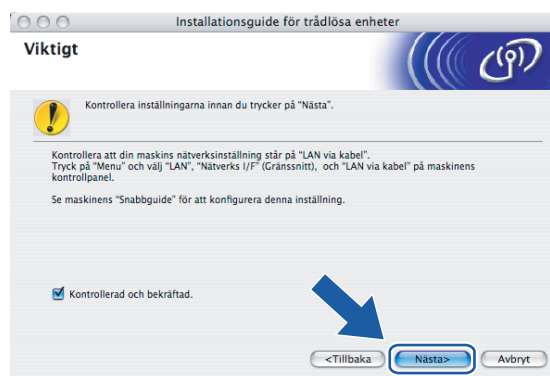 Installationsguide för trådlösa enheter
Viktigt
Kontrollera inställningarna innan du trycker på "Nästa".
Kontrollera att din maskins nätverksinställning står på "LAN via kabel".
Tryck på "Menu" och välj "LAN", "Nätverks I/F" (Gränssnitt), och "LAN via kabel" på maskinens
kontrollpanel.
Se maskinens "Snabbguide" för att konfigurera denna inställning.
Kontrollerad och bekräftad.
<Tillbaka
Nästa>
Avbryt